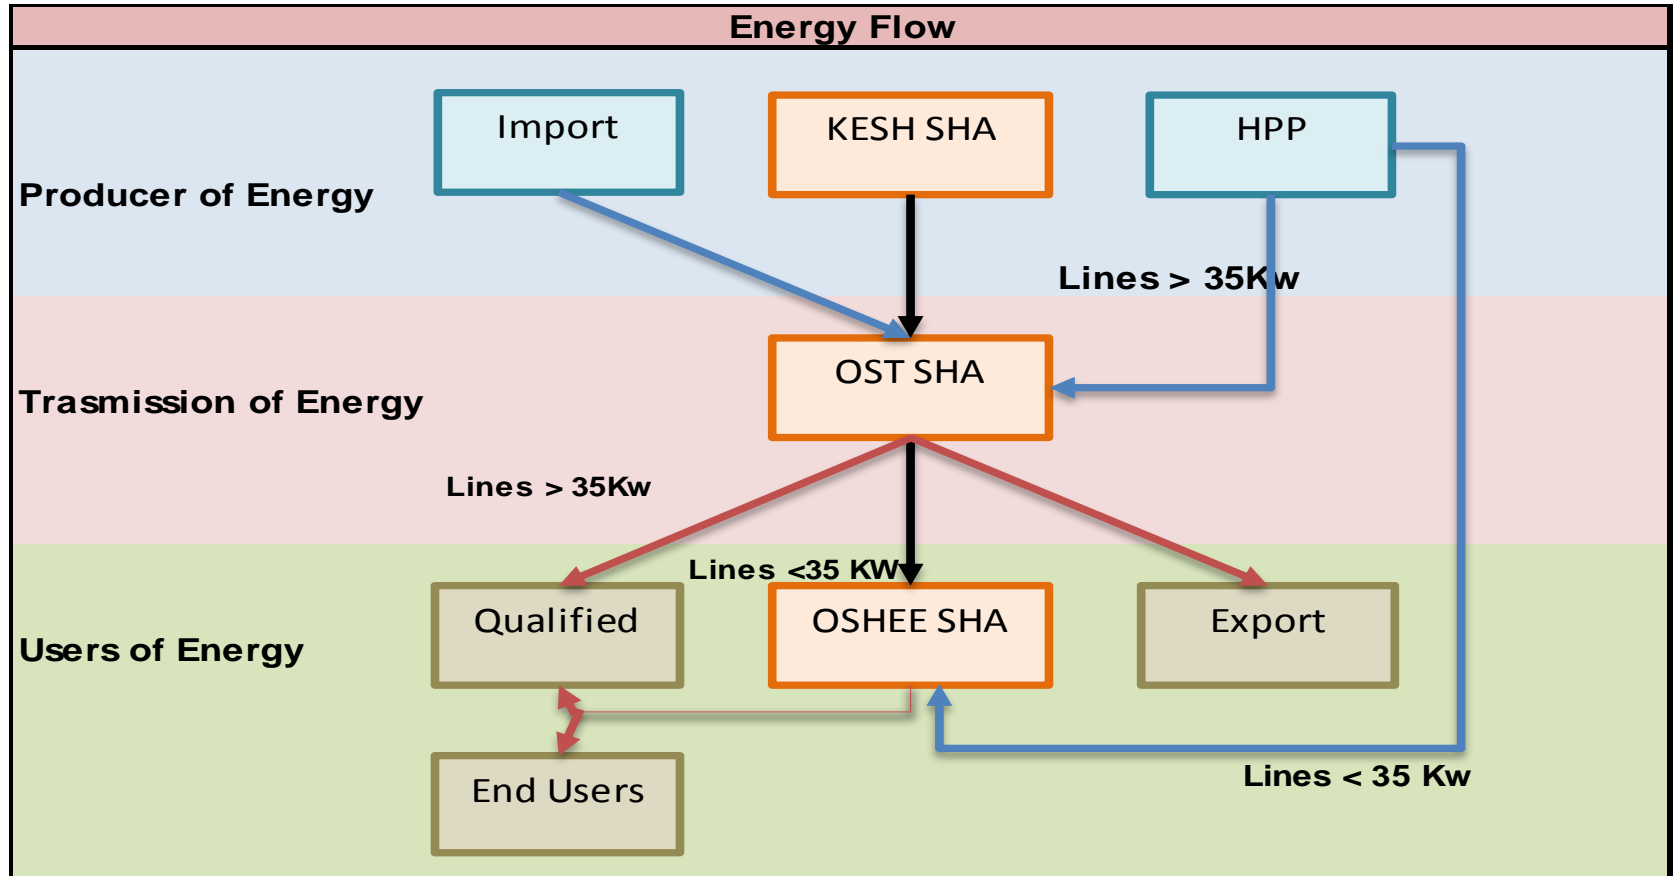 Energy Flow
Import
KESH SHA
HPP
Producer of Energy
Lines > 35Kw
OST SHA
Trasmission of Energy
Lines > 35Kw
Lines <35 KW
Qualified
OSHEE SHA
Export
Users of Energy
End Users
Lines < 35 Kw